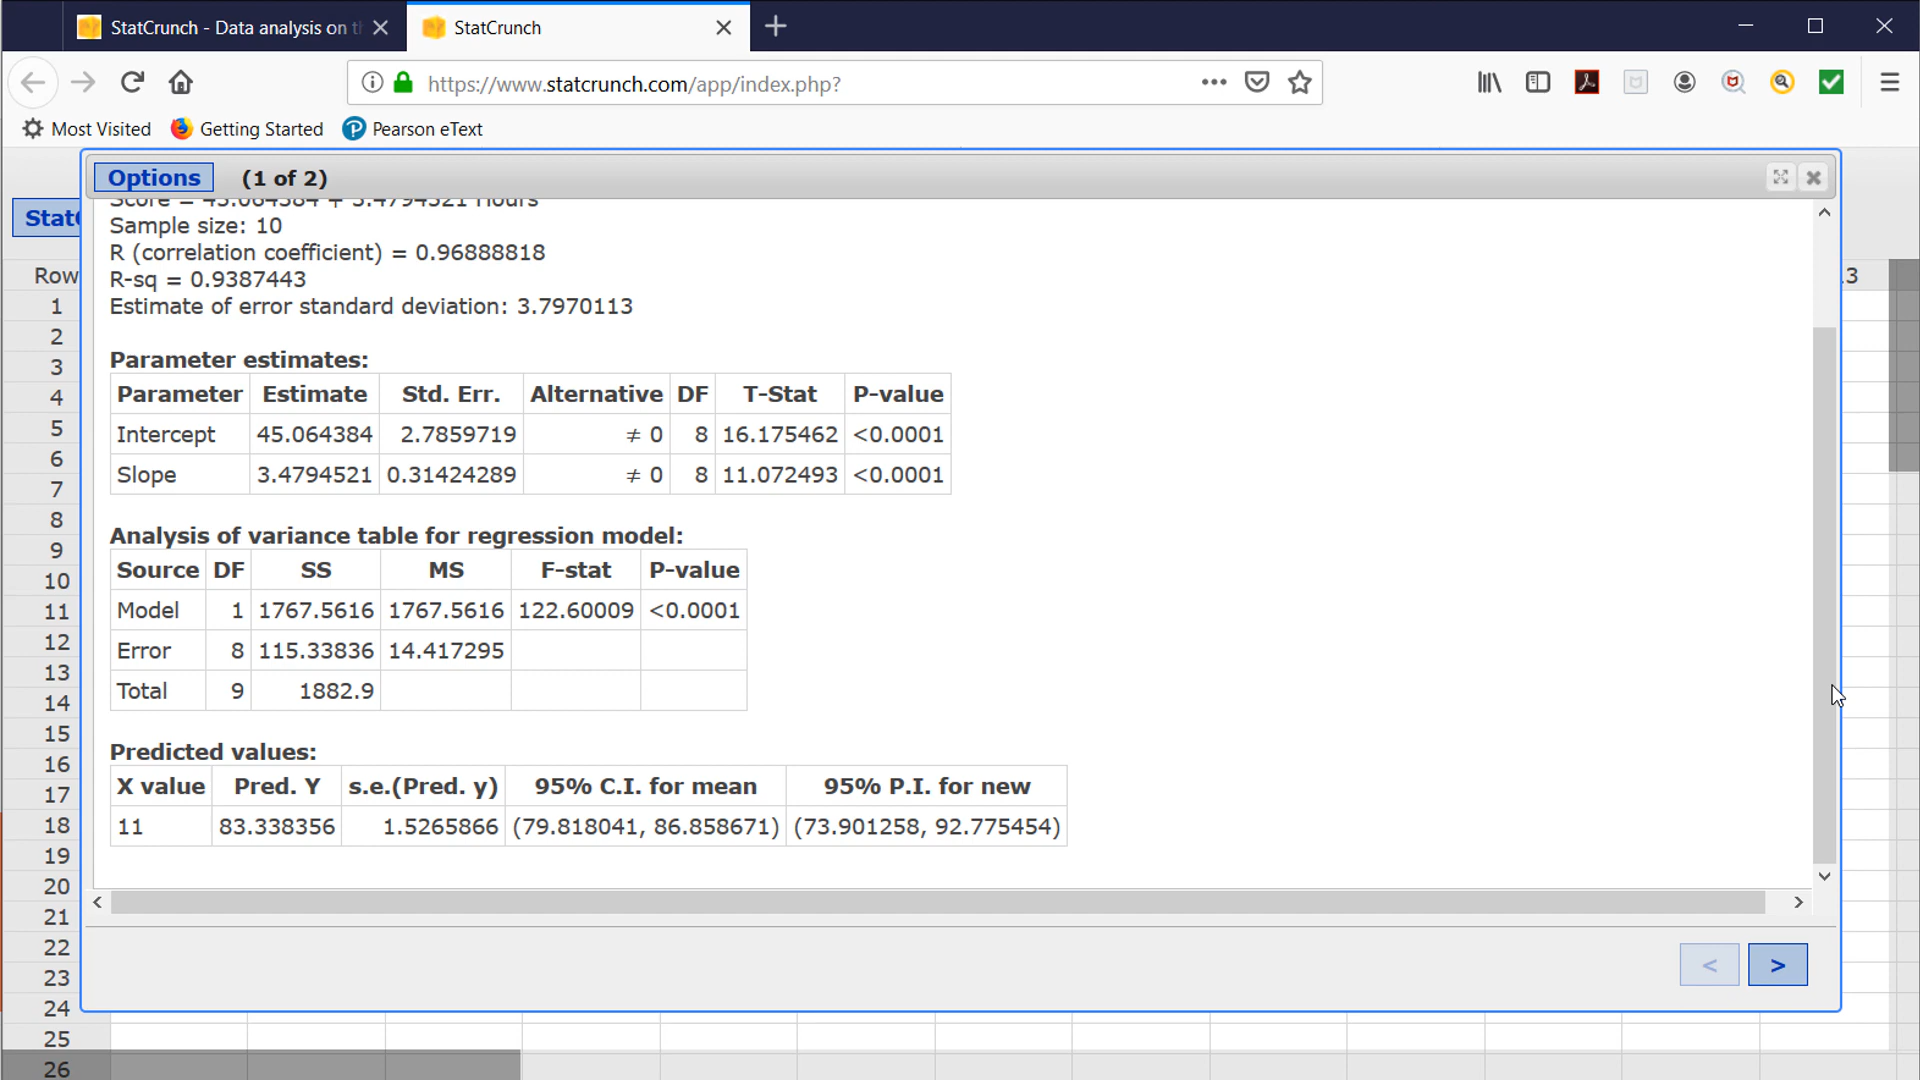 StatCrunch - Data analysis on t
StatCrunch
https://www.statcrunch.com/app/index.php?
Most Visited Getting Started Pearson eText
Options (1 of 2)
Score = 45.064384 + 3.4794521 Hours
Sample size: 10
R (correlation coefficient) = 0.96888818
R-sq = 0.9387443
Estimate of error standard deviation: 3.7970113
Parameter estimates:
Parameter Estimate Std. Err. Alternative DF T-Stat P-value
Intercept 45.064384 2.7859719 ≠ 0 8 16.175462 <0.0001
Slope 3.4794521 0.31424289 ≠ 0 8 11.072493 <0.0001
Analysis of variance table for regression model:
Source DF SS MS F-stat P-value
Model 1 1767.5616 1767.5616 122.60009 <0.0001
Error 8 115.33836 14.417295
Total 9 1882.9
Predicted values:
X value Pred. Y s.e.(Pred. y) 95% C.I. for mean 95% P.I. for new
11 83.338356 1.5265866 (79.818041, 86.858671) (73.901258, 92.775454)
< >
StatC
Row
1
2
3
4
5
6
7
8
9
10
11
12
13
14
15
16
17
18
19
20
21
22
23
24
25
26